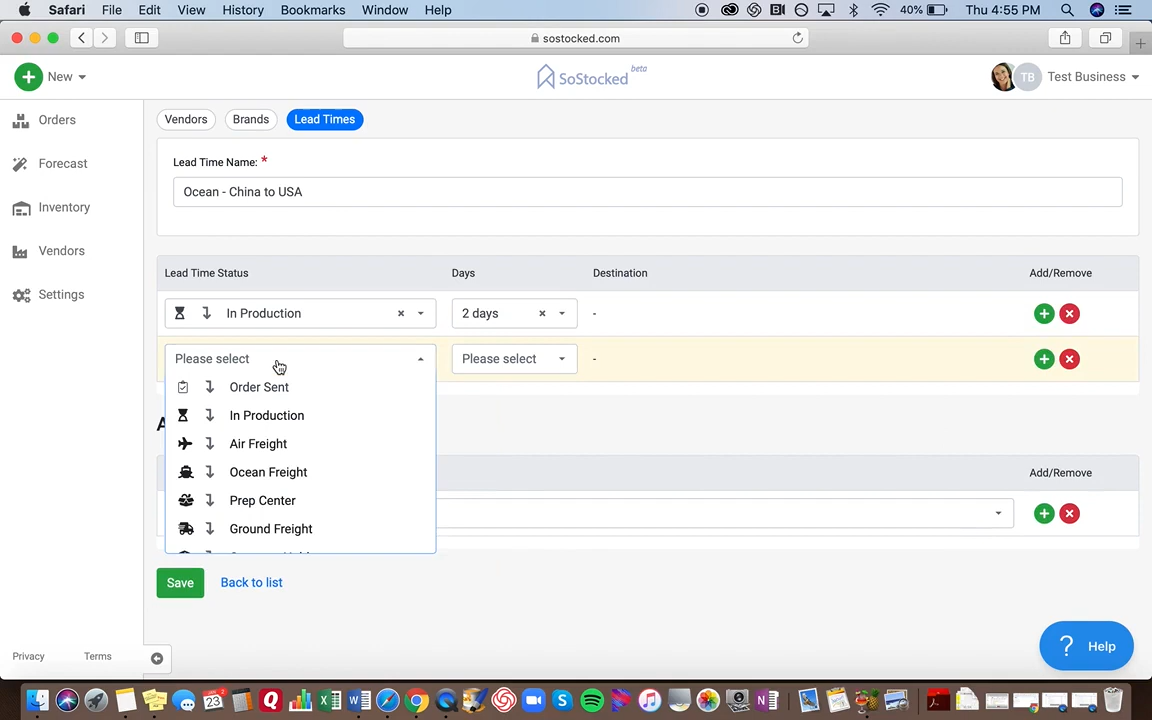 Safari File Edit View History Bookmarks Window Help 40% Thu 4:55 PM
sostocked.com
New SoStocked beta TB Test Business
Orders
Forecast
Inventory
Vendors
Settings
Vendors Brands Lead Times
Lead Time Name: *
Ocean - China to USA
Lead Time Status Days Destination Add/Remove
In Production 2 days -
Please select Please select -
Order Sent
In Production
Air Freight
Ocean Freight
Prep Center
Ground Freight
Add/Remove
Save Back to list
Privacy Terms
? Help